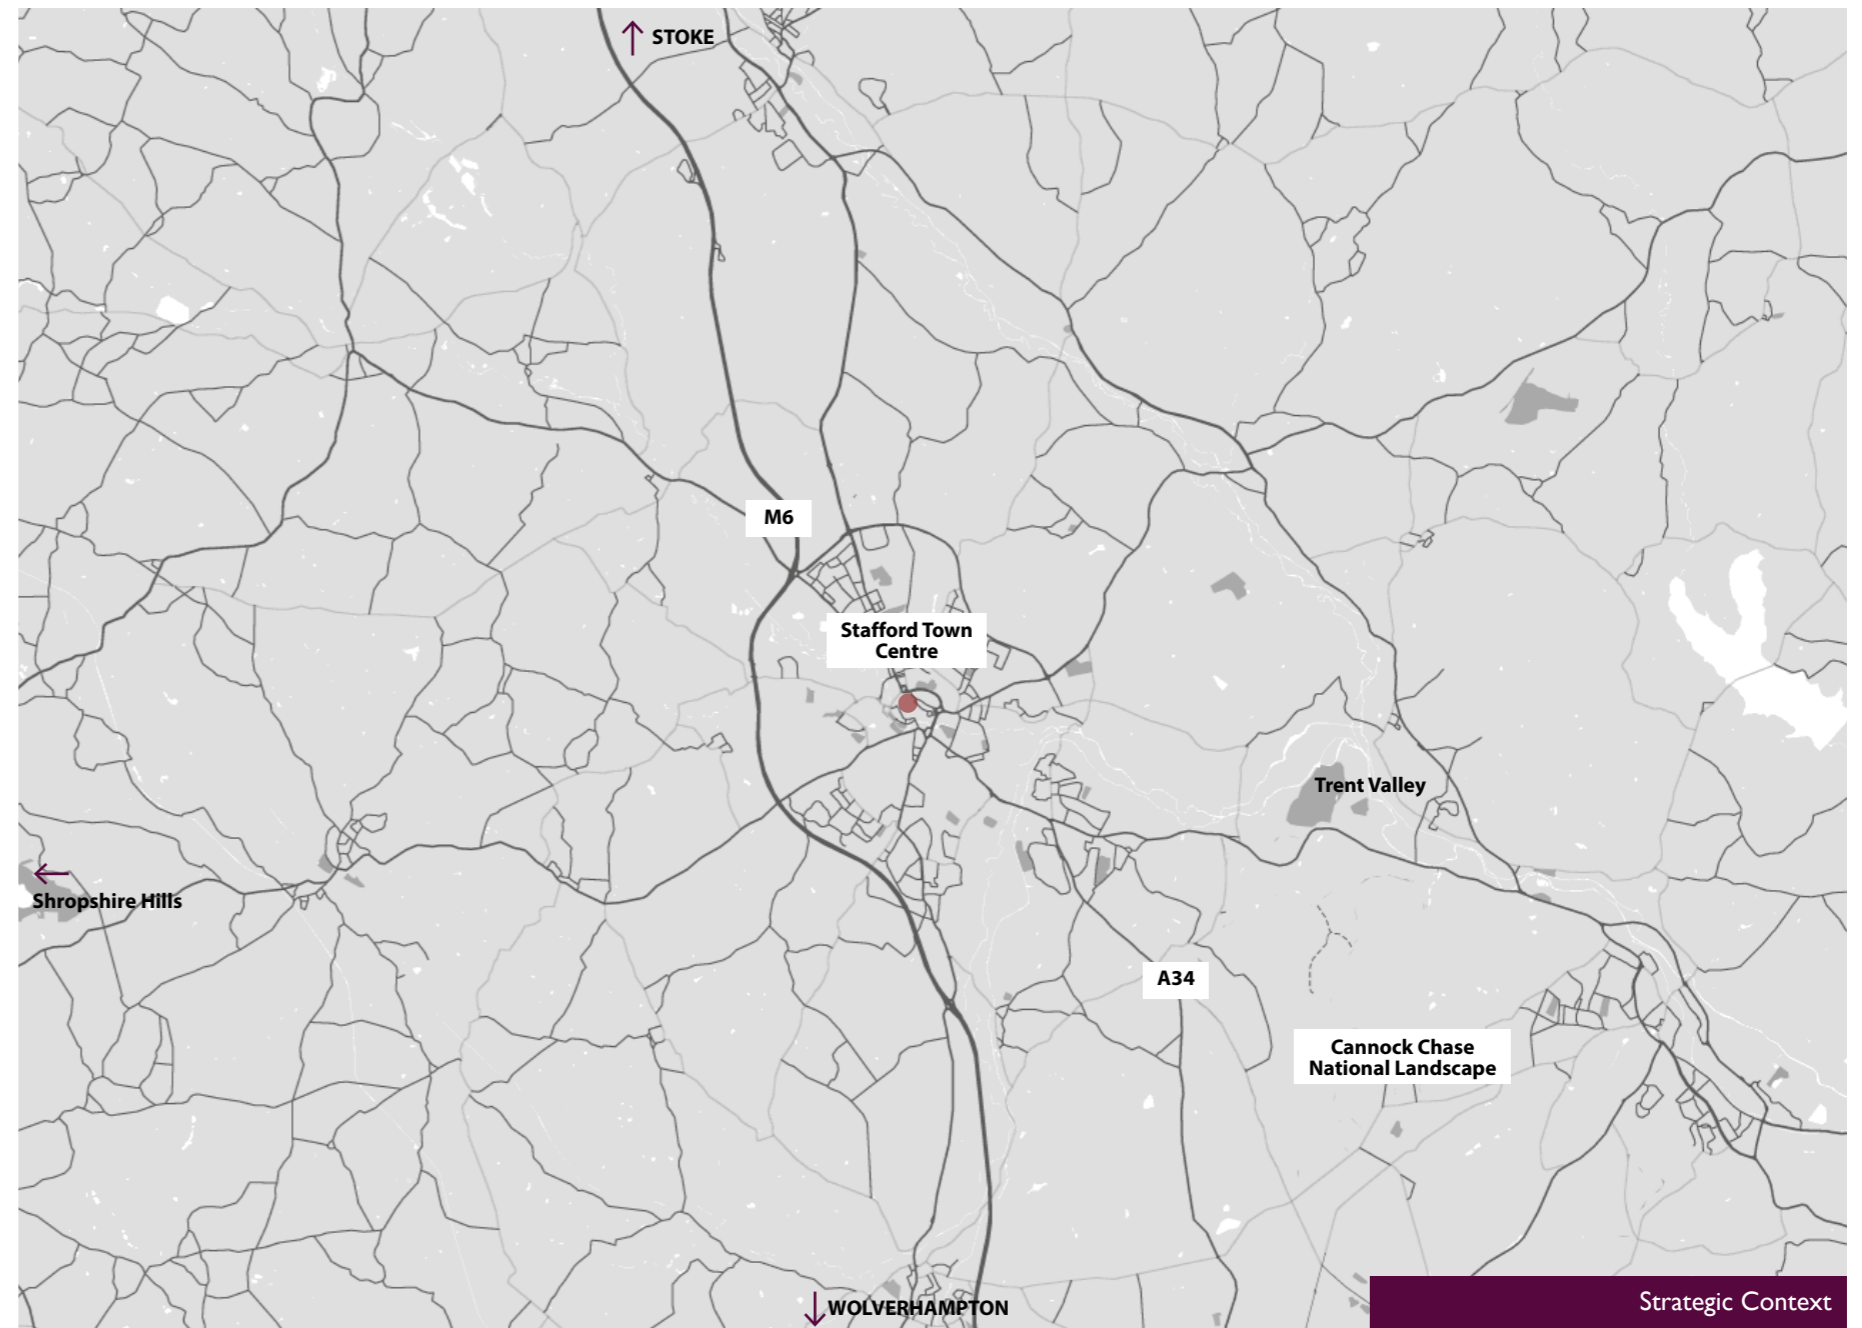 STOKE
M6
Stafford Town
Centre
Trent Valley
Shropshire Hills
A34
Cannock Chase
National Landscape
WOLVERHAMPTON
Strategic Context